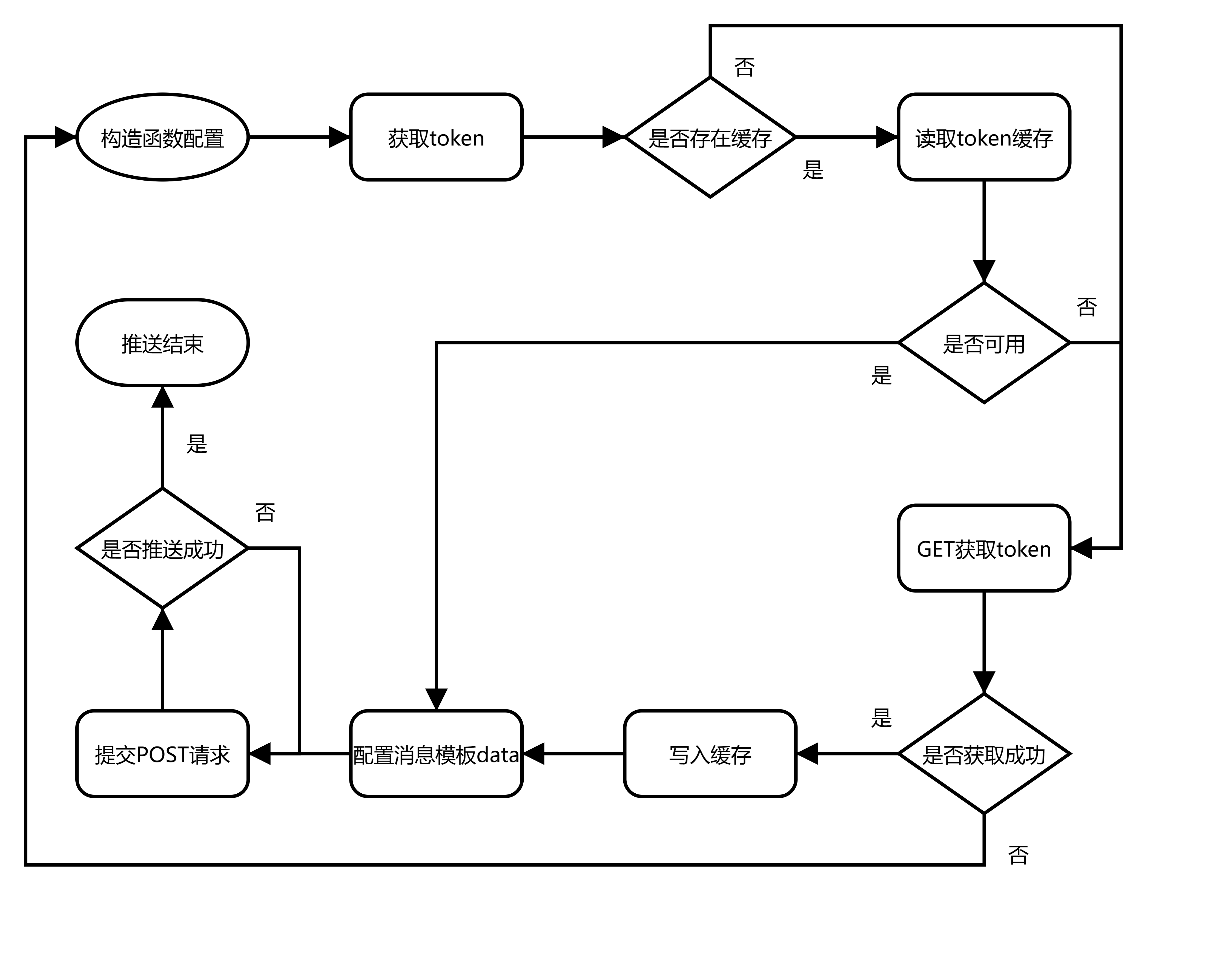 否
构造函数配置
获取token
是否存在缓存
读取token缓存
是
推送结束
是否可用
否
是
是
否
是否推送成功
GET获取token
是
提交POST请求
配置消息模板data
写入缓存
是否获取成功
否